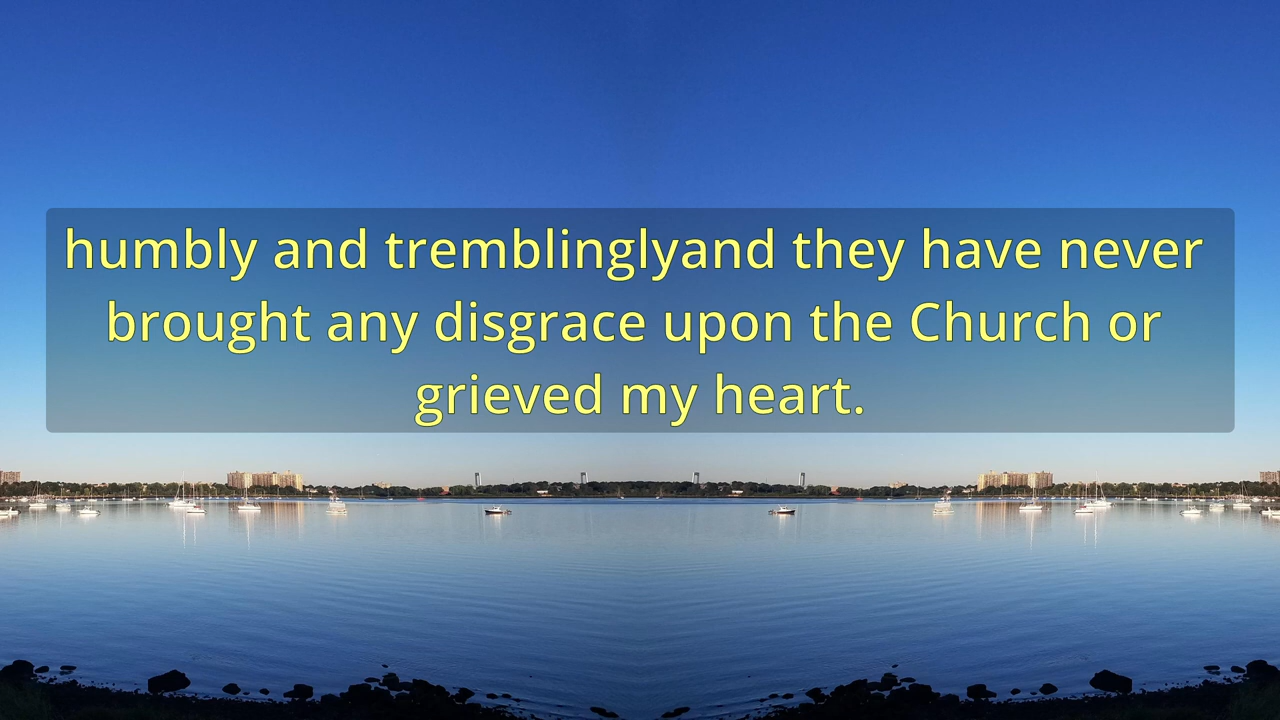 humbly and tremblinglyand they have never
brought any disgrace upon the Church or
grieved my heart.